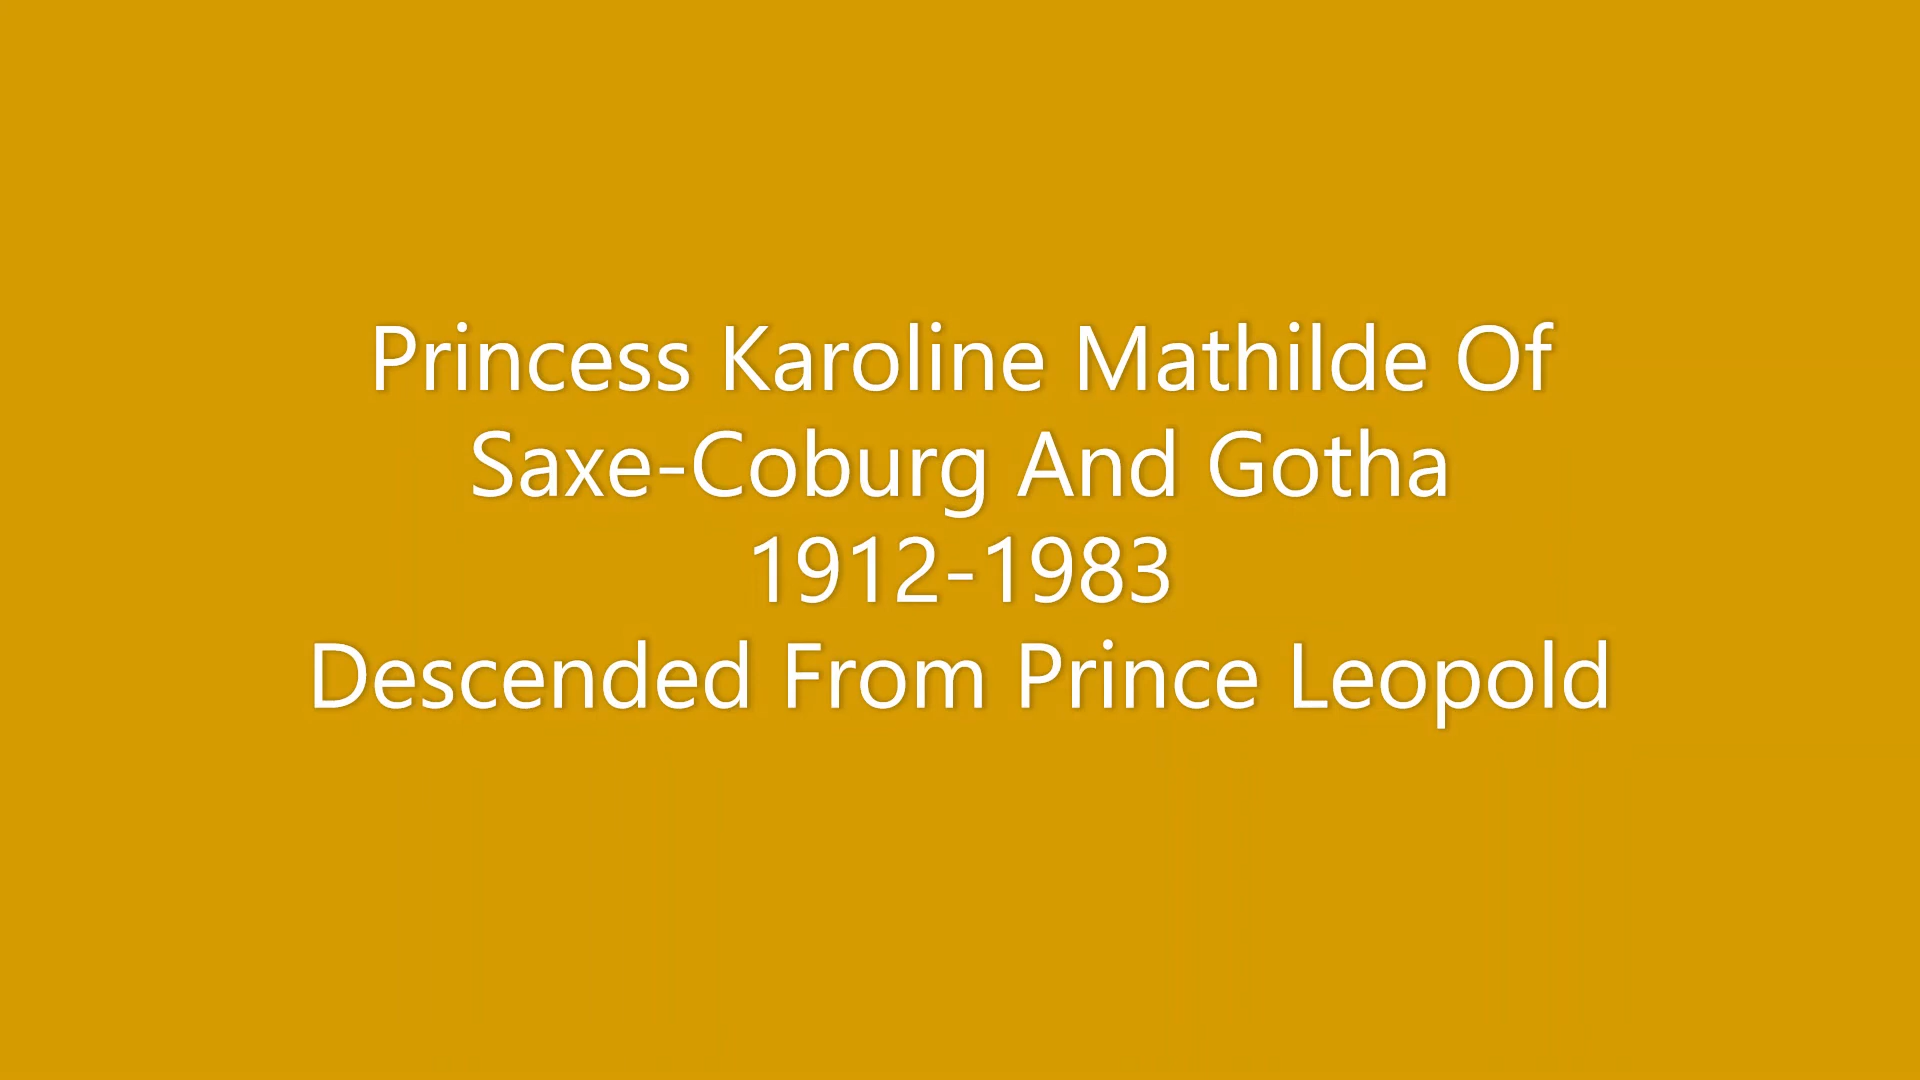 Princess Karoline Mathilde Of
Saxe-Coburg And Gotha
1912-1983
Descended From Prince Leopold